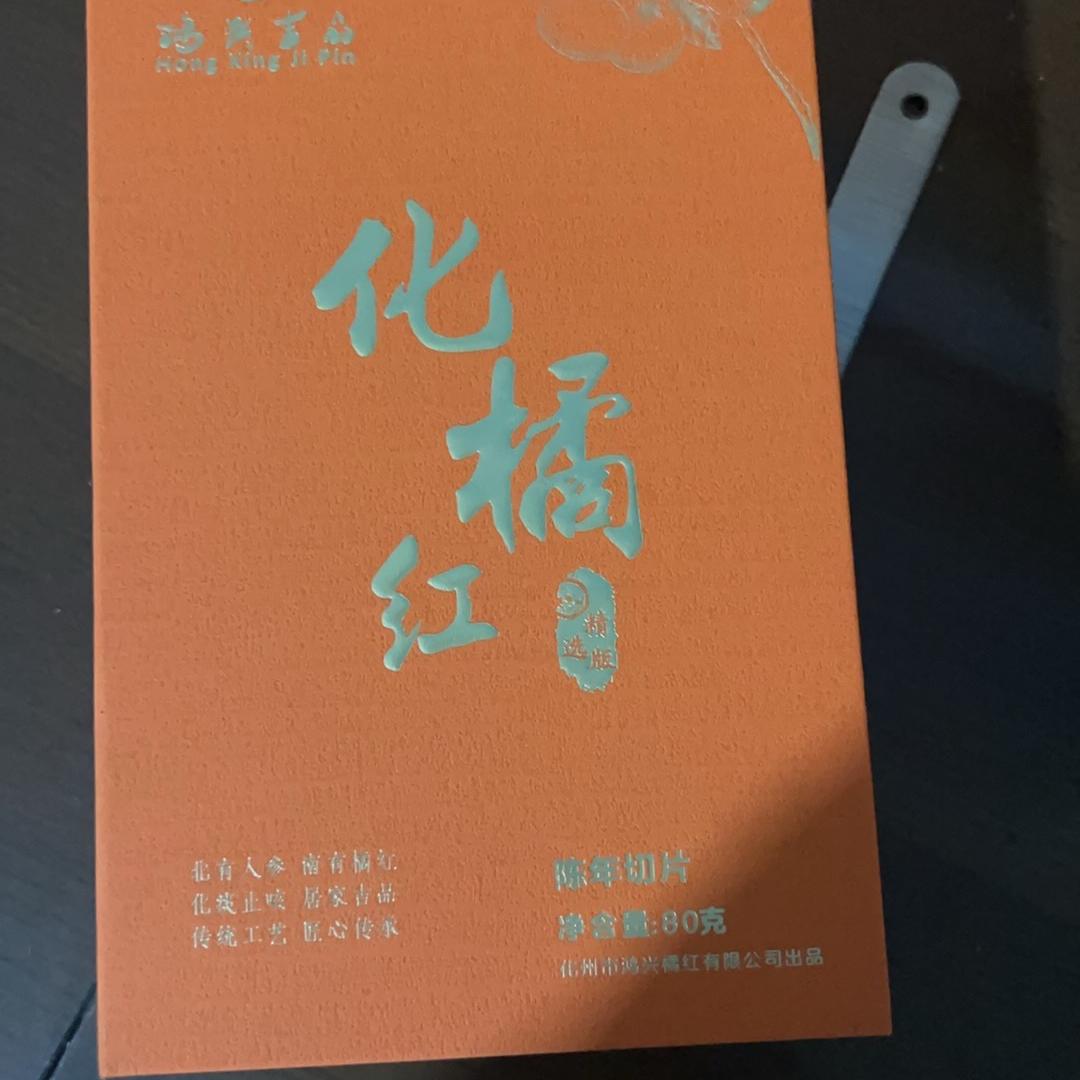 鸿兴吉品
Hong Xing Ji Pin
化橘红
精选版
北有人参 南有橘红
化痰止咳 居家吉品
传统工艺 匠心传承
陈年切片
净含量:80克
化州市鸿兴橘红有限公司出品